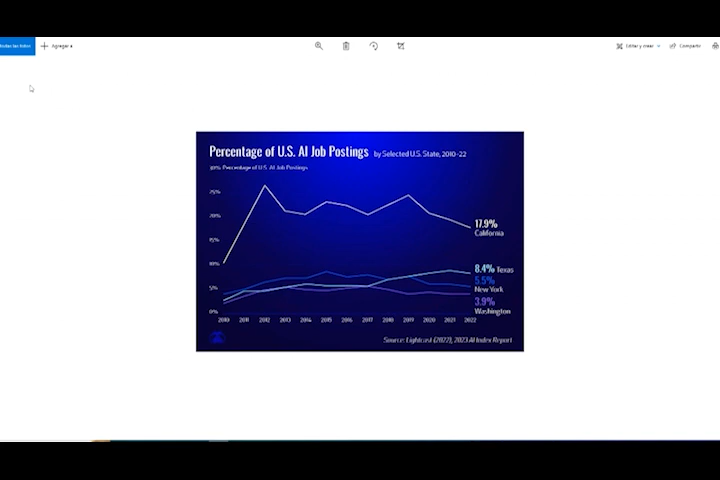 Agregar a
Editar y crear
Compartir
Percentage of U.S. AI Job Postings by Selected U.S. State, 2010-22
30% Percentage of U.S. AI Job Postings
25%
20%
15%
10%
5%
0%
17.9%
California
8.4% Texas
5.5%
New York
3.9%
Washington
2010 2011 2012 2013 2014 2015 2016 2017 2018 2019 2020 2021 2022
Source: Lightcast (2022), 2023 AI Index Report